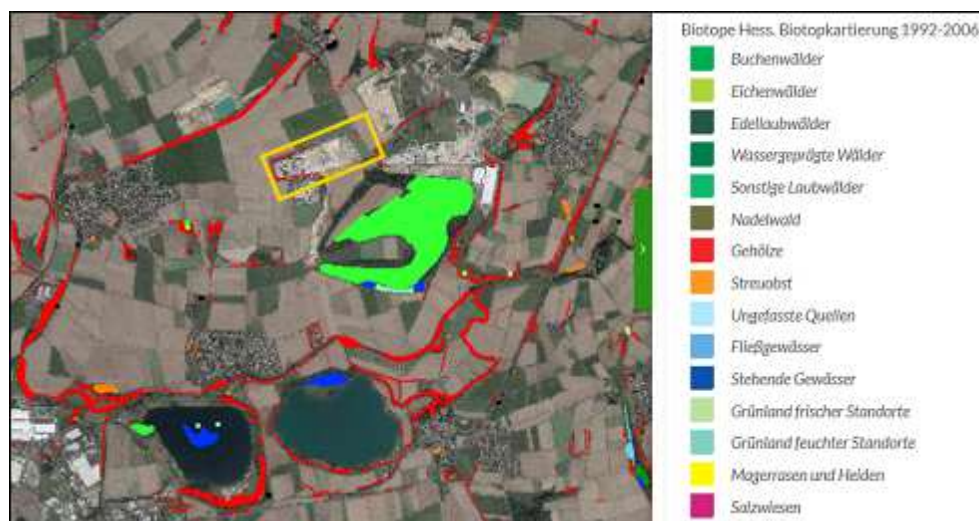 Biotope Hess. Biotopkartierung 1992-2006
Buchenwälder
Eichenwälder
Edellaubwälder
Wassergeprägte Wälder
Sonstige Laubwälder
Nadelwald
Gehölze
Streuobst
Ungefasste Quellen
Fließgewässer
Stehende Gewässer
Grünland frischer Standorte
Grünland feuchter Standorte
Magerrasen und Heiden
Salzwiesen